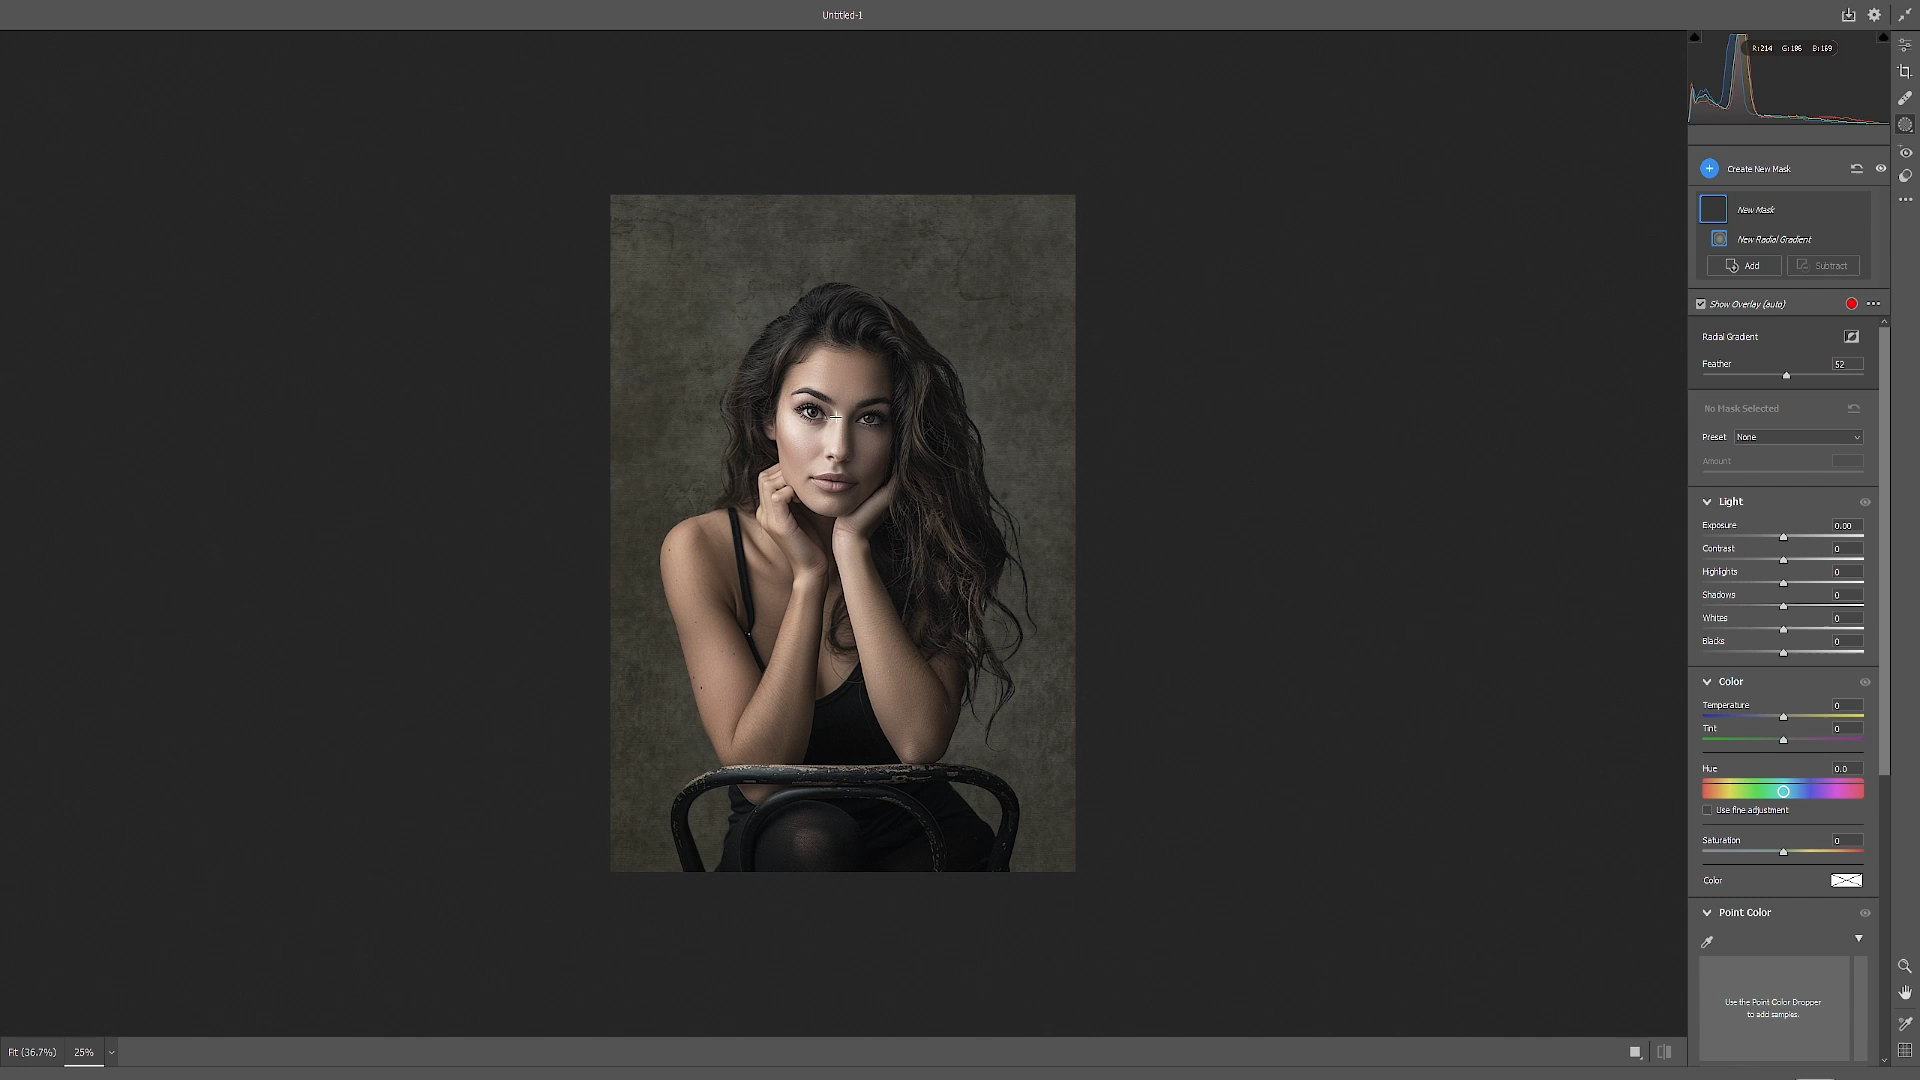 Untitled-1
R:214 G:186 B:169
Create New Mask
New Mask
New Radial Gradient
Add Subtract
Show Overlay (auto)
Radial Gradient
Feather 52
No Mask Selected
Preset None
Amount
Light
Exposure 0.00
Contrast 0
Highlights 0
Shadows 0
Whites 0
Blacks 0
Color
Temperature 0
Tint 0
Hue 0.0
Use fine adjustment
Saturation 0
Color
Point Color
Use the Point Color Dropper
to add samples.
Fit (36.7%) 25%